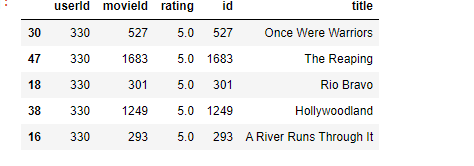 userId movieId rating id title
30 330 527 5.0 527 Once Were Warriors
47 330 1683 5.0 1683 The Reaping
18 330 301 5.0 301 Rio Bravo
38 330 1249 5.0 1249 Hollywoodland
16 330 293 5.0 293 A River Runs Through It